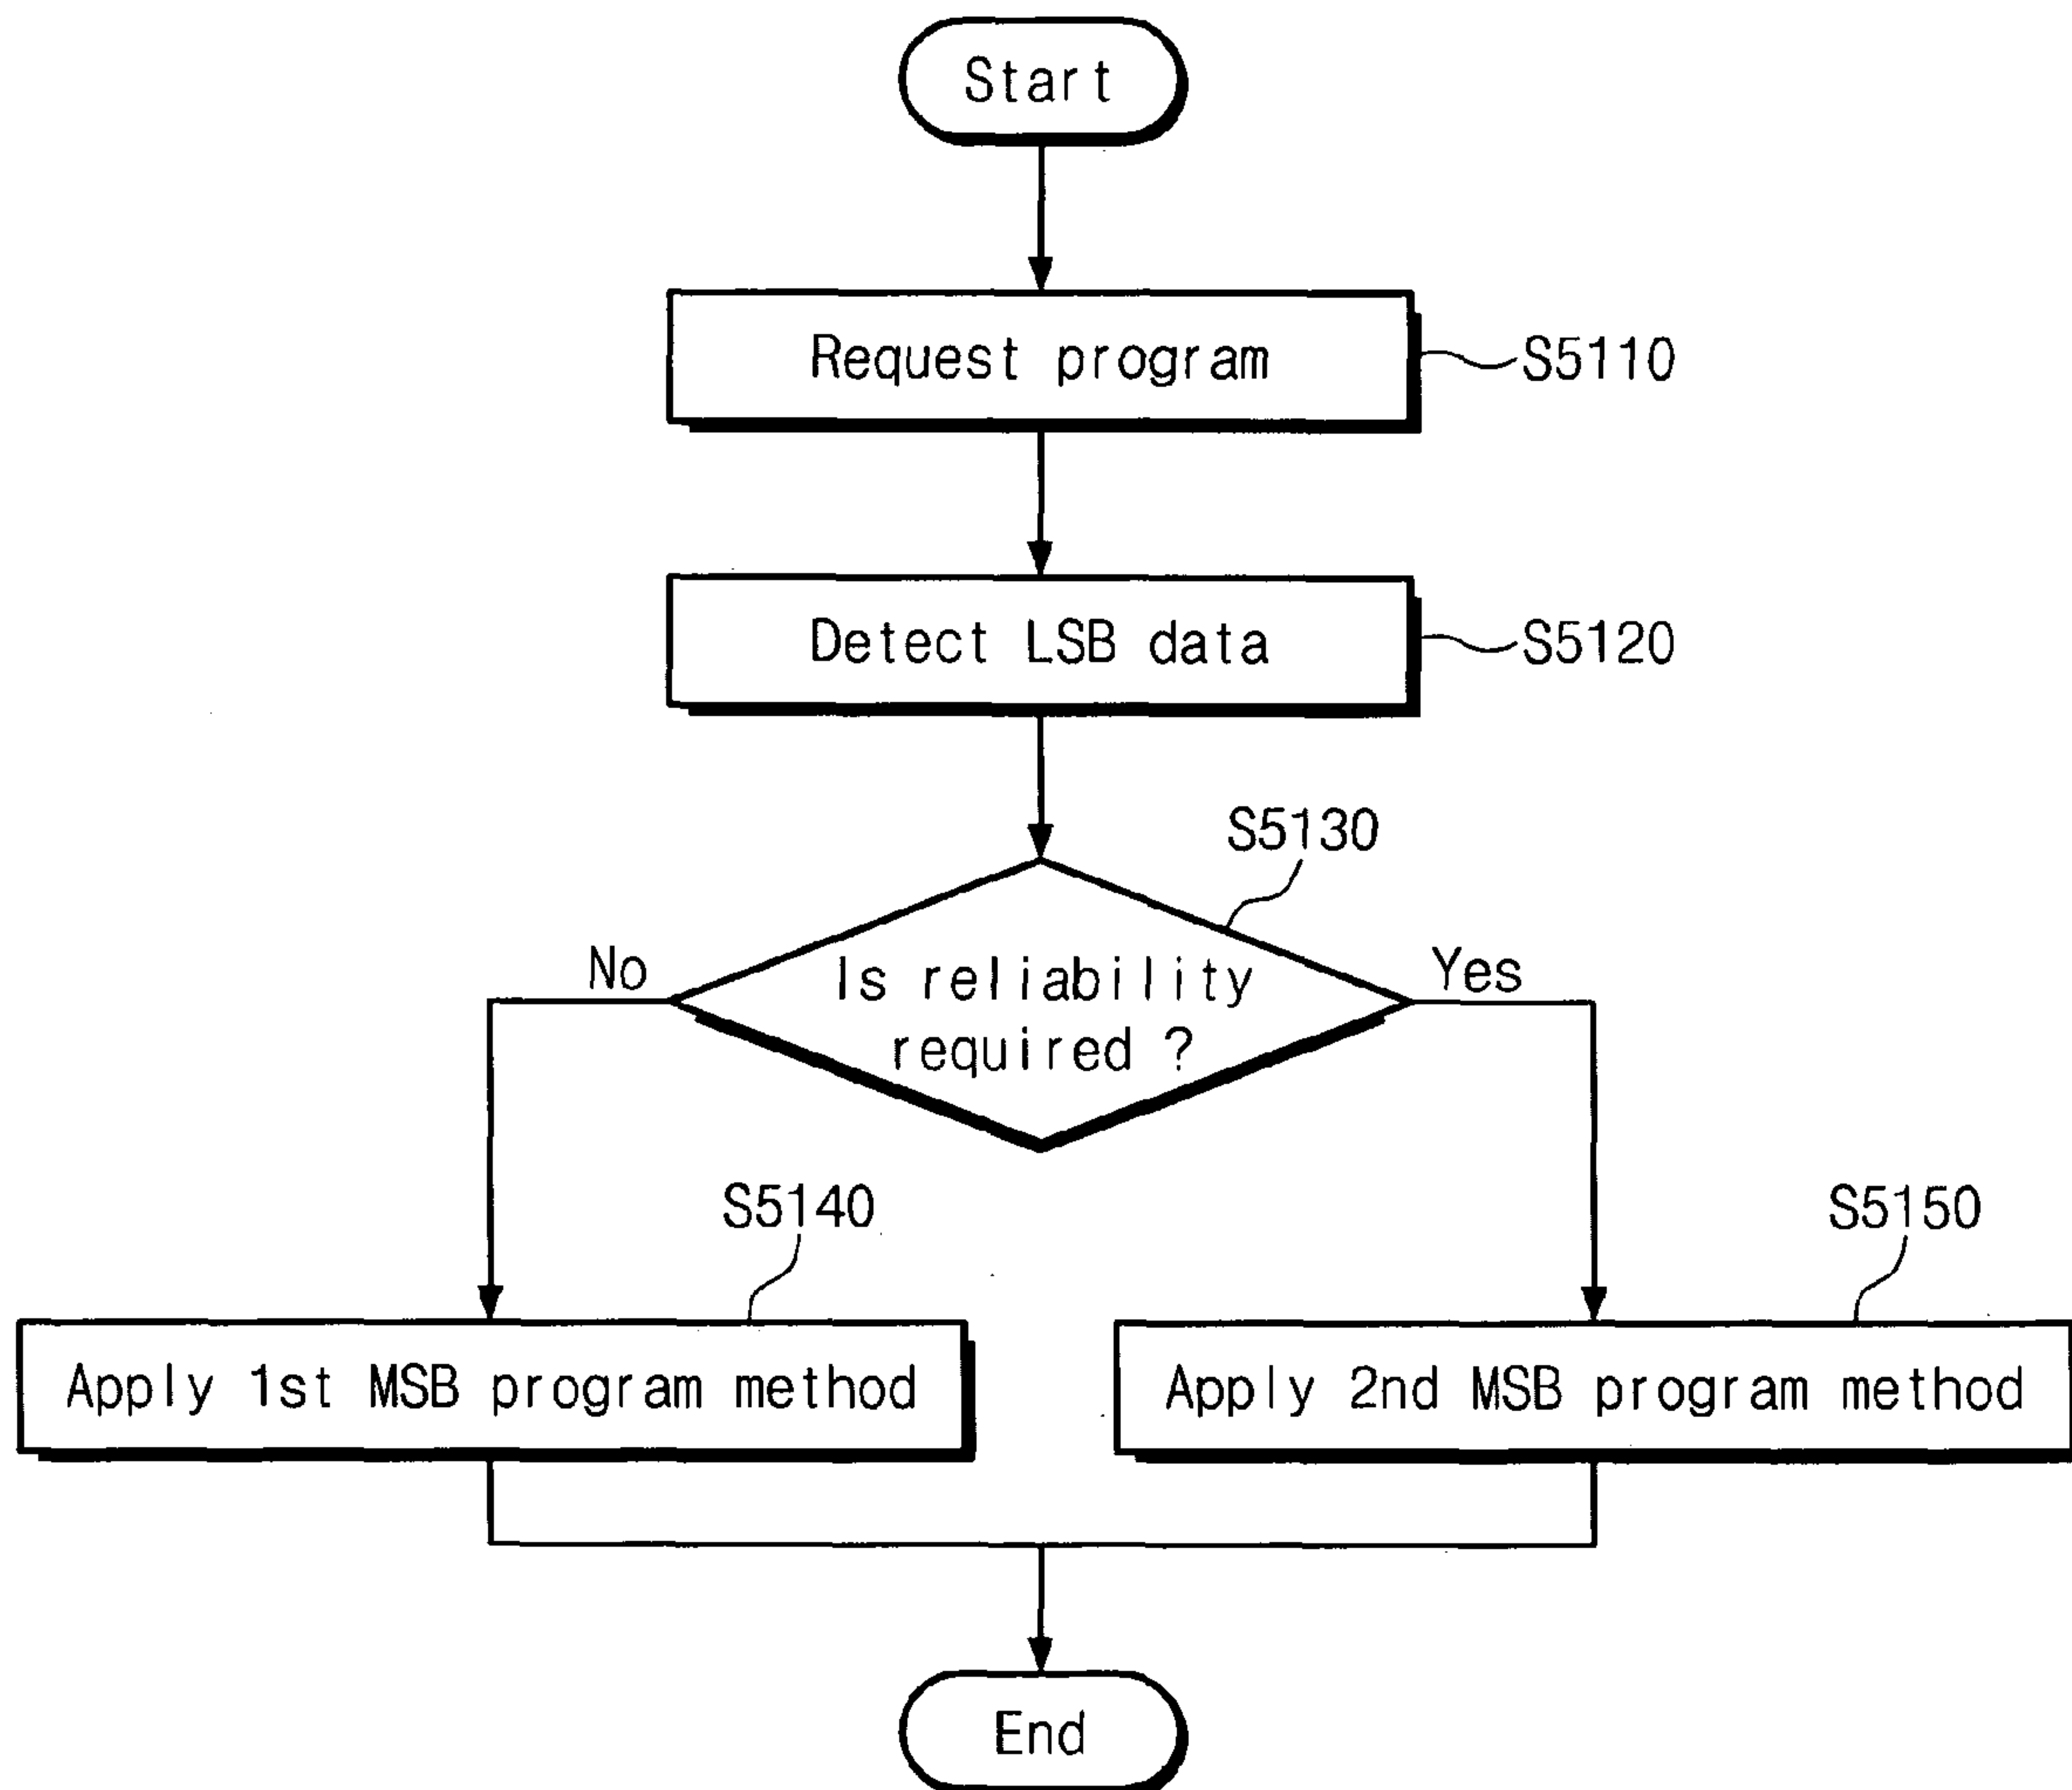 Start
Request program
S5110
Detect LSB data
S5120
S5130
No
Is reliability
required ?
Yes
S5140
S5150
Apply 1st MSB program method
Apply 2nd MSB program method
End